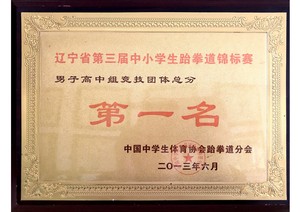 辽宁省第三届中小学生跆拳道锦标赛
男子高中组竞技团体总分
第一名
中国中学生体育协会跆拳道分会
二〇一三年六月